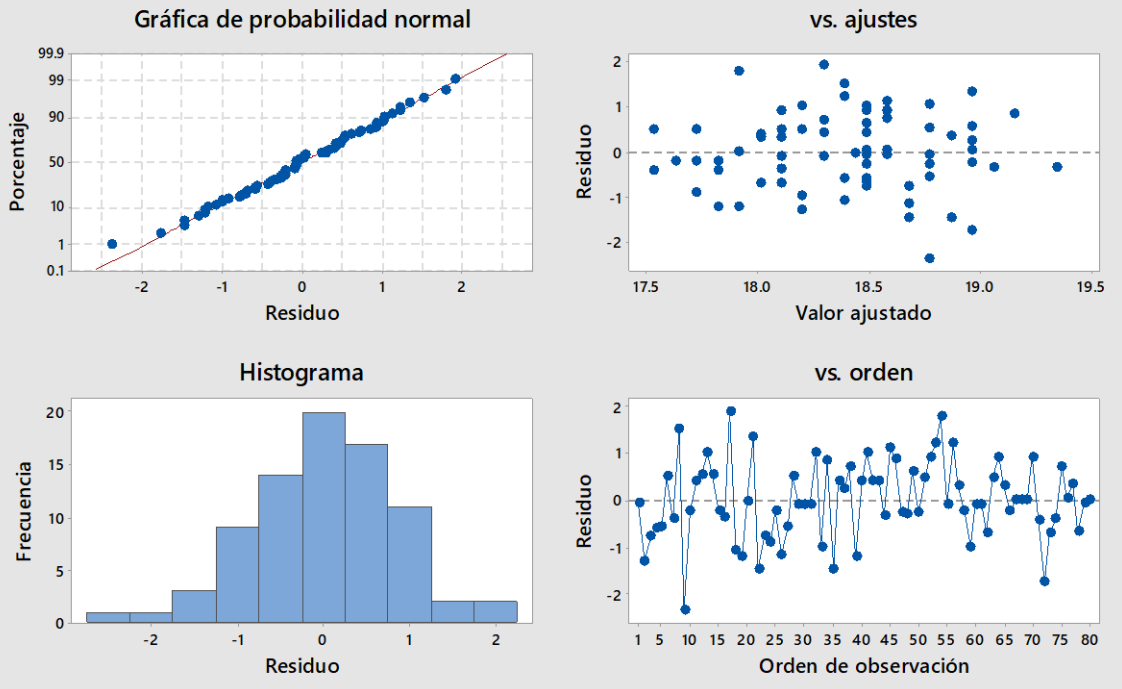 Gráfica de probabilidad normal
99.9
99
90
50
10
1
0.1
Porcentaje
-2 -1 0 1 2
Residuo
vs. ajustes
2
1
0
-1
-2
Residuo
17.5 18.0 18.5 19.0 19.5
Valor ajustado
Histograma
20
15
10
5
0
Frecuencia
-2 -1 0 1 2
Residuo
vs. orden
2
1
0
-1
-2
Residuo
1 5 10 15 20 25 30 35 40 45 50 55 60 65 70 75 80
Orden de observación